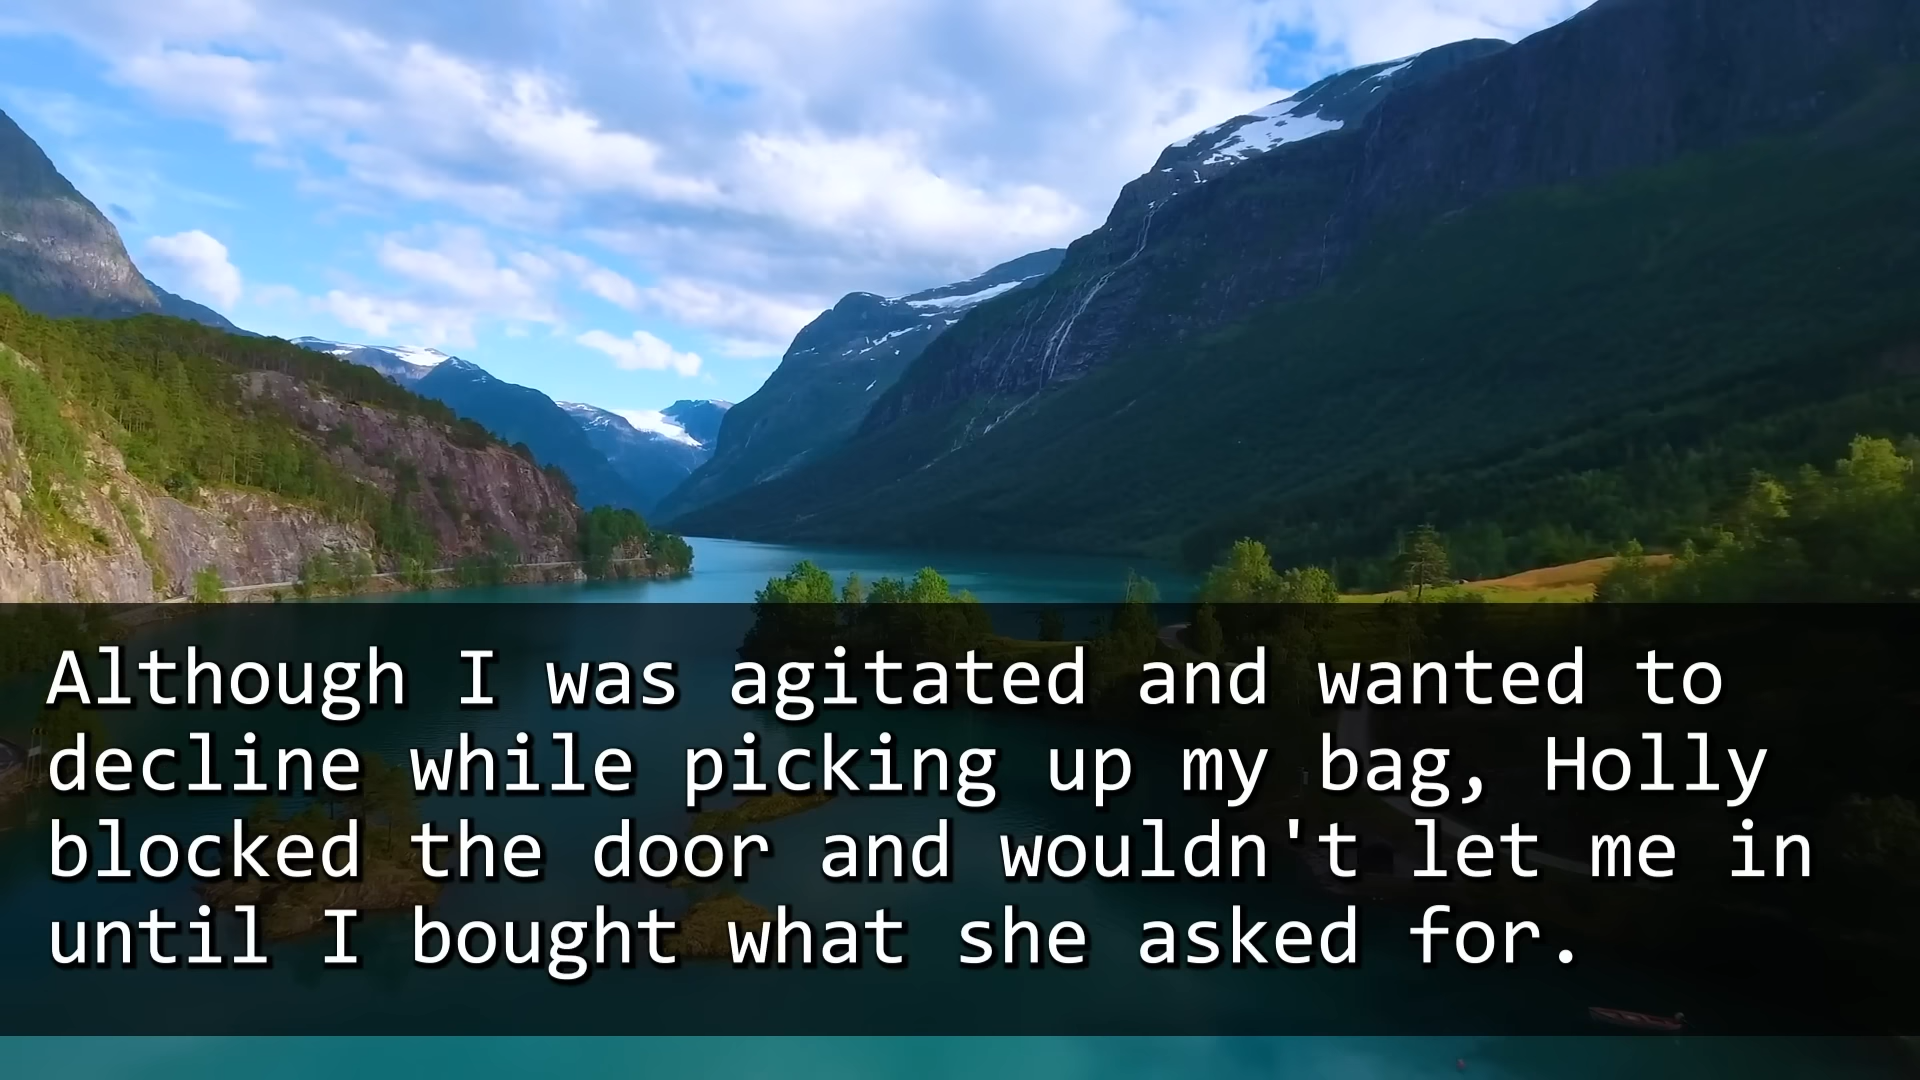 Although I was agitated and wanted to
decline while picking up my bag, Holly
blocked the door and wouldn't let me in
until I bought what she asked for.